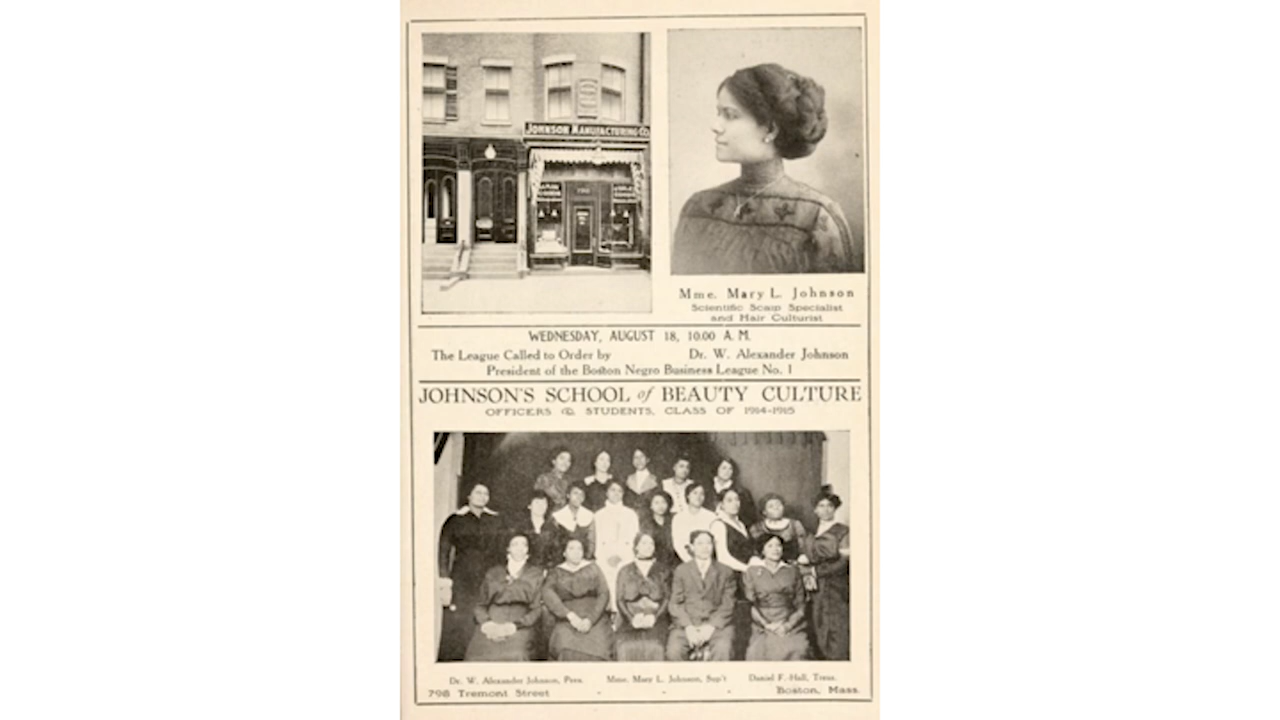 JOHNSON MANUFACTURING CO.
Mme. Mary L. Johnson
Scientific Scalp Specialist
and Hair Culturist
WEDNESDAY, AUGUST 18, 10.00 A. M.
The League Called to Order by Dr. W. Alexander Johnson
President of the Boston Negro Business League No. 1
JOHNSON'S SCHOOL of BEAUTY CULTURE
OFFICERS & STUDENTS, CLASS OF 1914-1915
Dr. W. Alexander Johnson, Pres. Mme. Mary L. Johnson, Sup't Daniel F. Hall, Treas.
798 Tremont Street - - - Boston, Mass.